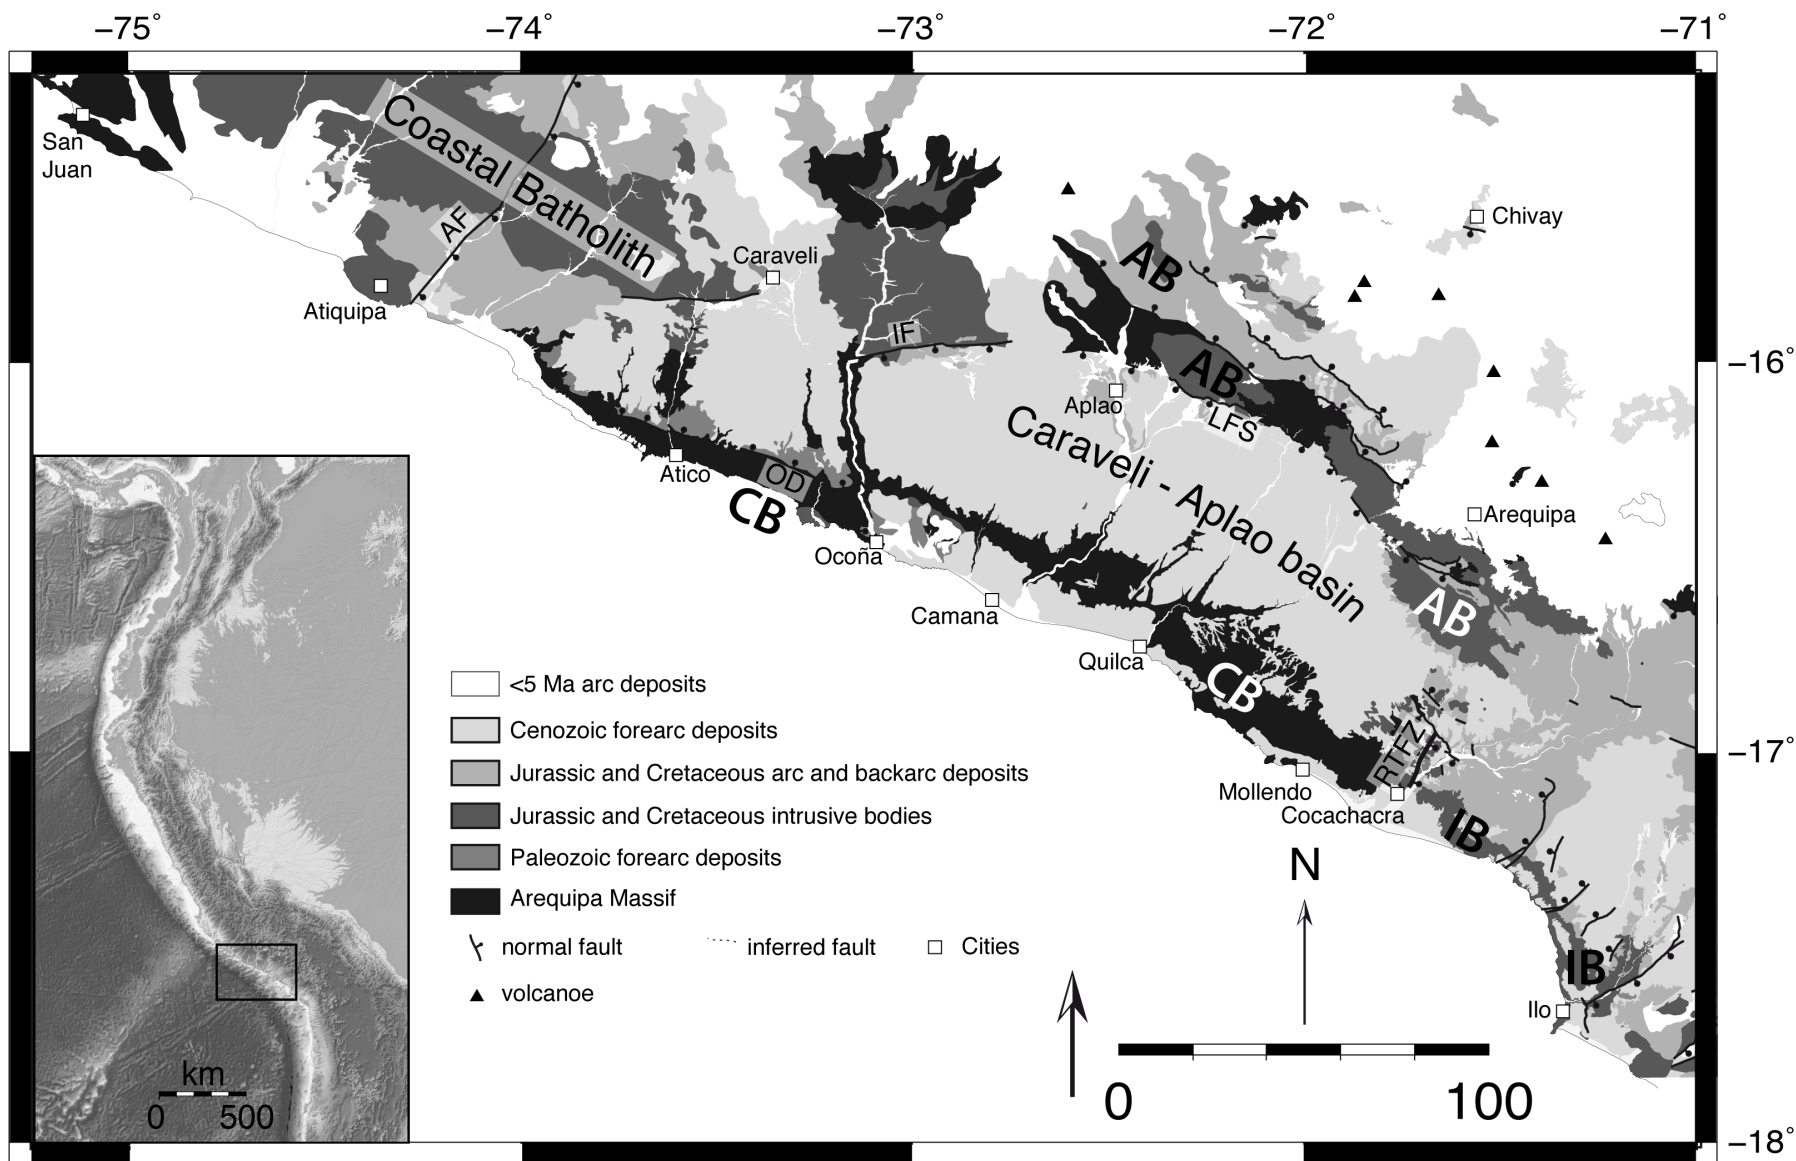 −75°
−74°
−73°
−72°
−71°
San
Juan
Coastal Batholith
AF
Atiquipa
Caraveli
IF
AB
Chivay
−16°
AB
Aplao
LFS
Caraveli - Aplao basin
Atico
OD
CB
Ocoña
Arequipa
Camana
AB
Quilca
CB
RTFZ
−17°
Mollendo
Cocachacra
IB
N
IB
Ilo
<5 Ma arc deposits
Cenozoic forearc deposits
Jurassic and Cretaceous arc and backarc deposits
Jurassic and Cretaceous intrusive bodies
Paleozoic forearc deposits
Arequipa Massif
normal fault
inferred fault
Cities
volcanoe
km
0
500
0
100
−18°